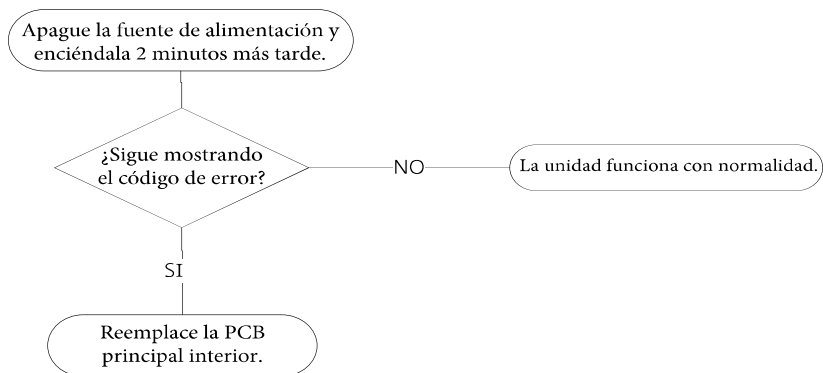 Apague la fuente de alimentación y
enciéndala 2 minutos más tarde.
¿Sigue mostrando
el código de error?
NO
La unidad funciona con normalidad.
SI
Reemplace la PCB
principal interior.